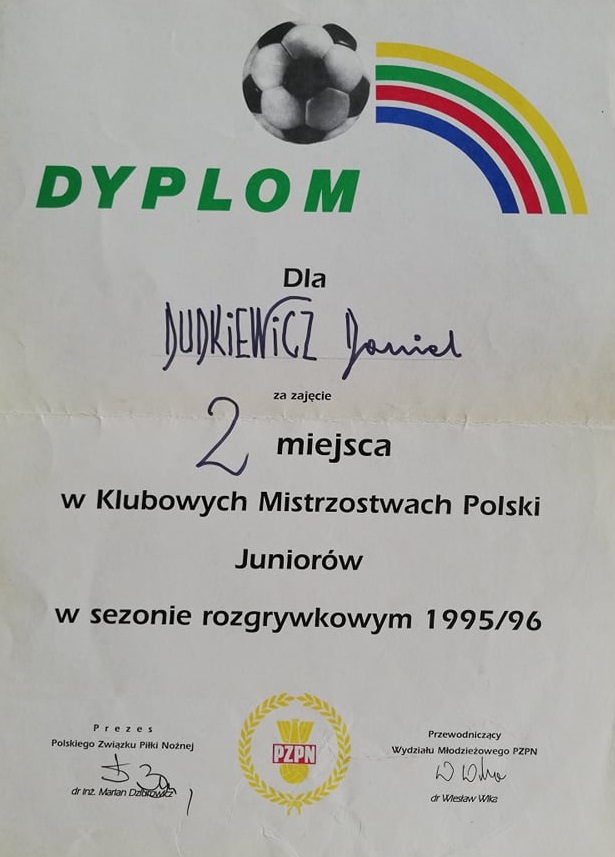 DYPLOM
Dla
DUDKiEWiCZ Daniel
za zajęcie
2 miejsca
w Klubowych Mistrzostwach Polski
Juniorów
w sezonie rozgrywkowym 1995/96
Prezes
Polskiego Związku Piłki Nożnej
dr inż. Marian Dziurowicz
PZPN
Przewodniczący
Wydziału Młodzieżowego PZPN
dr Wiesław Wika